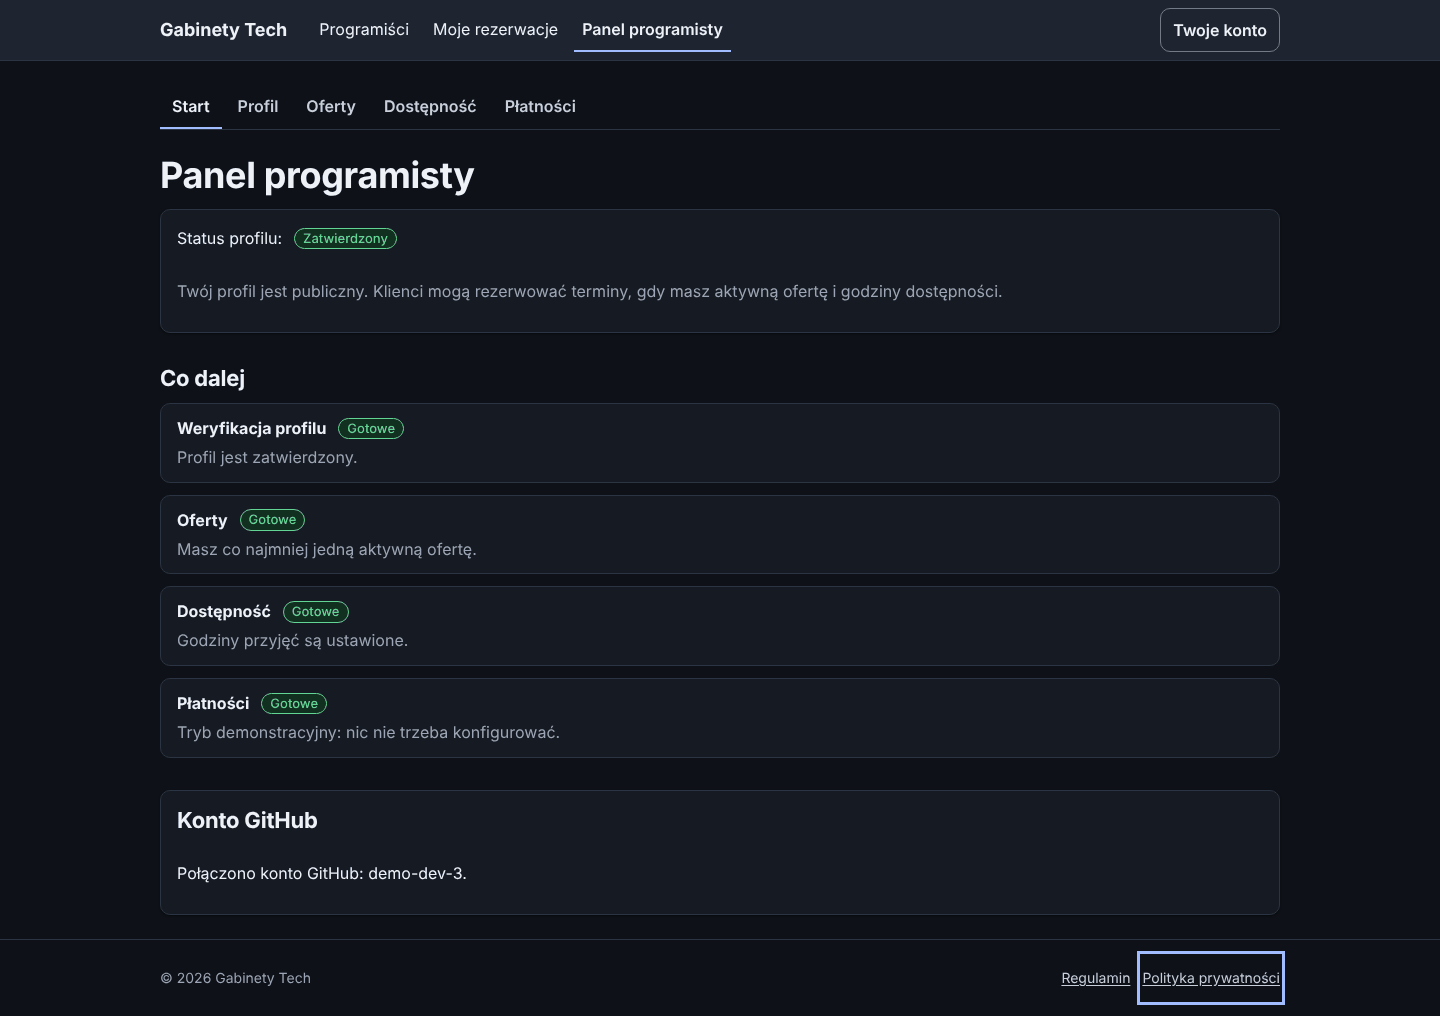 Gabinety Tech Programiści Moje rezerwacje Panel programisty Twoje konto
Start Profil Oferty Dostępność Płatności
Panel programisty
Status profilu: Zatwierdzony
Twój profil jest publiczny. Klienci mogą rezerwować terminy, gdy masz aktywną ofertę i godziny dostępności.
Co dalej
Weryfikacja profilu Gotowe
Profil jest zatwierdzony.
Oferty Gotowe
Masz co najmniej jedną aktywną ofertę.
Dostępność Gotowe
Godziny przyjęć są ustawione.
Płatności Gotowe
Tryb demonstracyjny: nic nie trzeba konfigurować.
Konto GitHub
Połączono konto GitHub: demo-dev-3.
© 2026 Gabinety Tech Regulamin Polityka prywatności